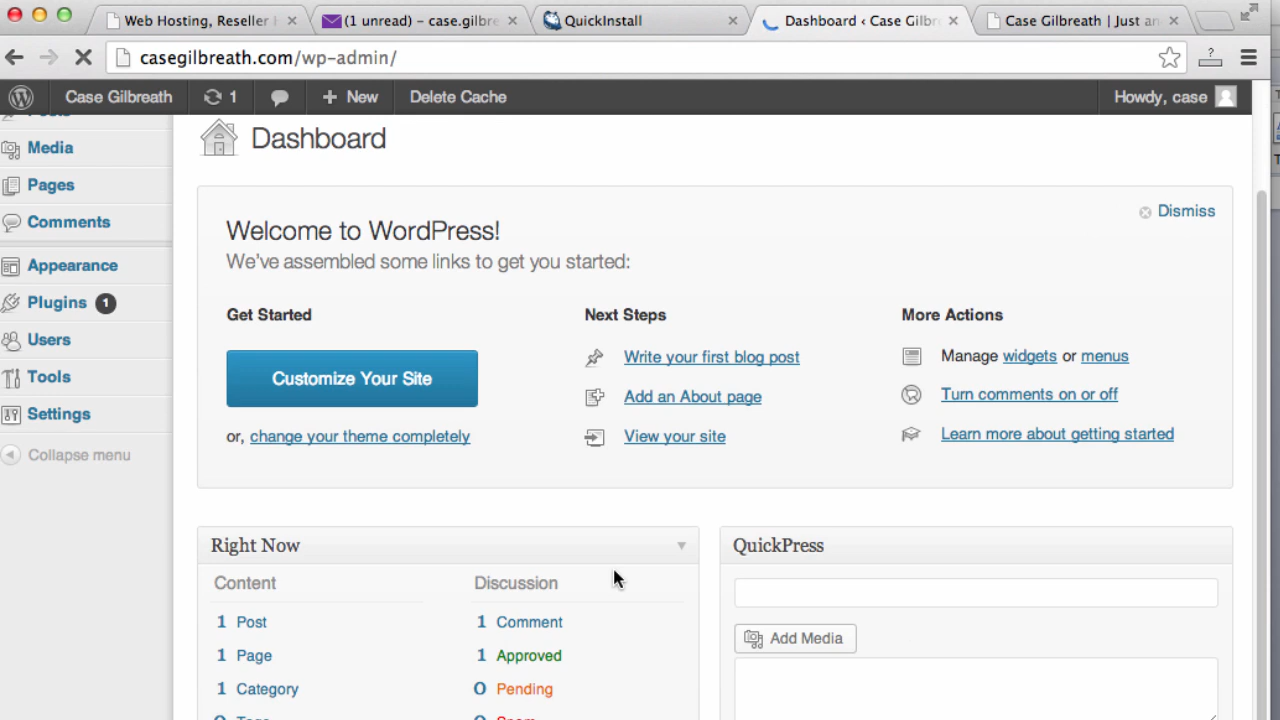 Web Hosting, Reseller
(1 unread) – case.gilbre
QuickInstall
Dashboard ‹ Case Gilbre
Case Gilbreath | Just an
casegilbreath.com/wp-admin/
Case Gilbreath
1
New
Delete Cache
Howdy, case
Posts
Media
Pages
Comments
Appearance
Plugins 1
Users
Tools
Settings
Collapse menu
Dashboard
Dismiss
Welcome to WordPress!
We've assembled some links to get you started:
Get Started
Customize Your Site
or, change your theme completely
Next Steps
Write your first blog post
Add an About page
View your site
More Actions
Manage widgets or menus
Turn comments on or off
Learn more about getting started
Right Now
Content
1 Post
1 Page
1 Category
0 Tags
Discussion
1 Comment
1 Approved
0 Pending
0 Spam
QuickPress
Add Media